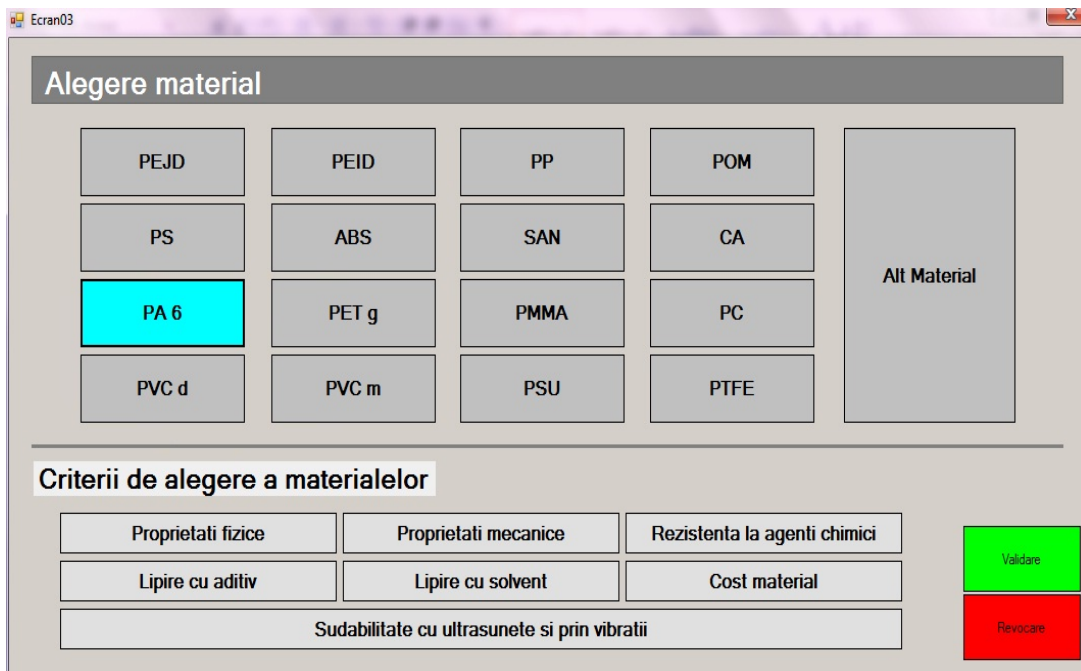 Ecran03
Alegere material
PEJD PEID PP POM
PS ABS SAN CA
Alt Material
PA 6 PET g PMMA PC
PVC d PVC m PSU PTFE
Criterii de alegere a materialelor
Proprietati fizice Proprietati mecanice Rezistenta la agenti chimici
Validare
Lipire cu aditiv Lipire cu solvent Cost material
Sudabilitate cu ultrasunete si prin vibratii
Revocare